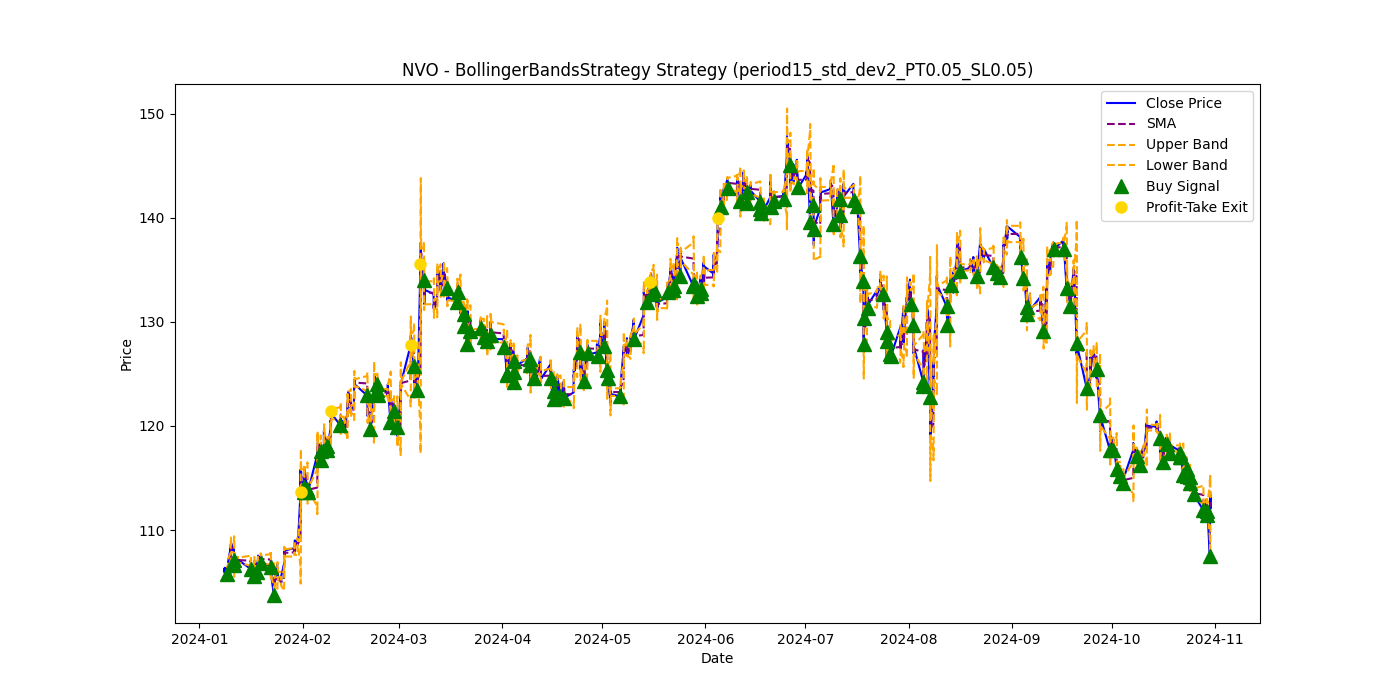 NVO - BollingerBandsStrategy Strategy (period15_std_dev2_PT0.05_SL0.05)
Close Price
SMA
Upper Band
Lower Band
Buy Signal
Profit-Take Exit
Price
150
140
130
120
110
2024-01
2024-02
2024-03
2024-04
2024-05
2024-06
2024-07
2024-08
2024-09
2024-10
2024-11
Date